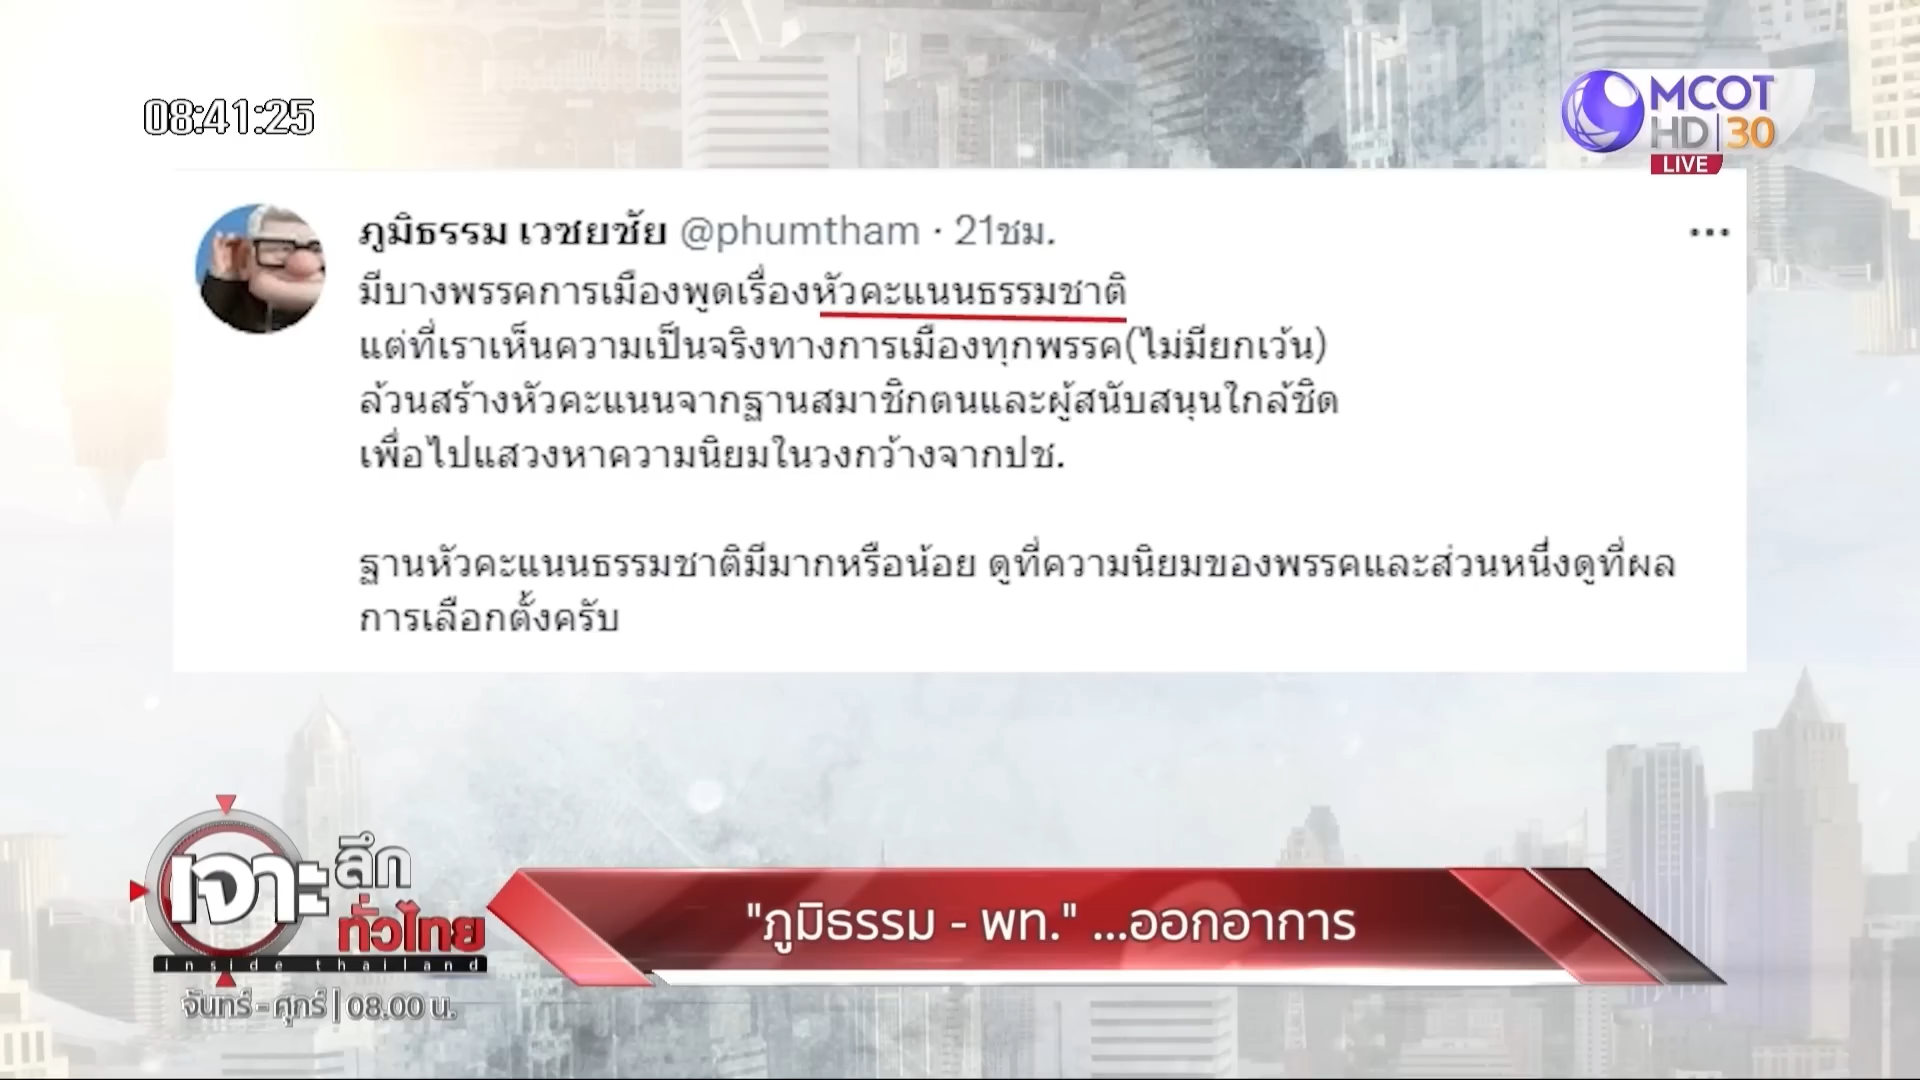 08:41:25
MCOT
HD 30
LIVE
ภูมิธรรม เวชยชัย @phumtham · 21ชม.
มีบางพรรคการเมืองพูดเรื่องหัวคะแนนธรรมชาติ
แต่ที่เราเห็นความเป็นจริงทางการเมืองทุกพรรค(ไม่มียกเว้น)
ล้วนสร้างหัวคะแนนจากฐานสมาชิกตนและผู้สนับสนุนใกล้ชิด
เพื่อไปแสวงหาความนิยมในวงกว้างจากปช.
ฐานหัวคะแนนธรรมชาติมีมากหรือน้อย ดูที่ความนิยมของพรรคและส่วนหนึ่งดูที่ผล
การเลือกตั้งครับ
เจาะลึก
ทั่วไทย
inside thailand
จันทร์ - ศุกร์ | 08.00 น.
"ภูมิธรรม - พท." ...ออกอาการ